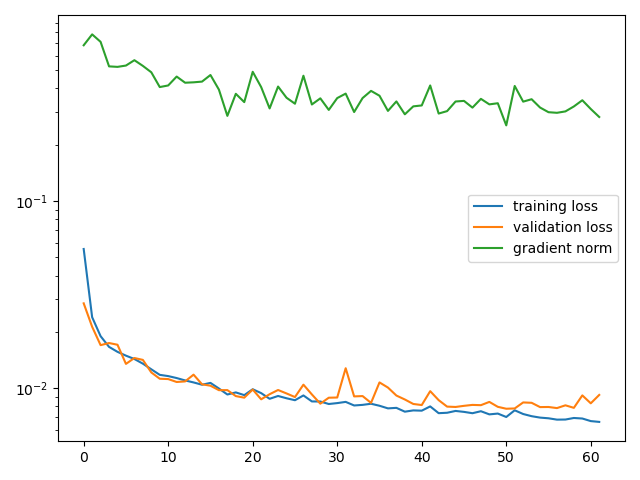 10⁻¹
10⁻²
training loss
validation loss
gradient norm
0 10 20 30 40 50 60